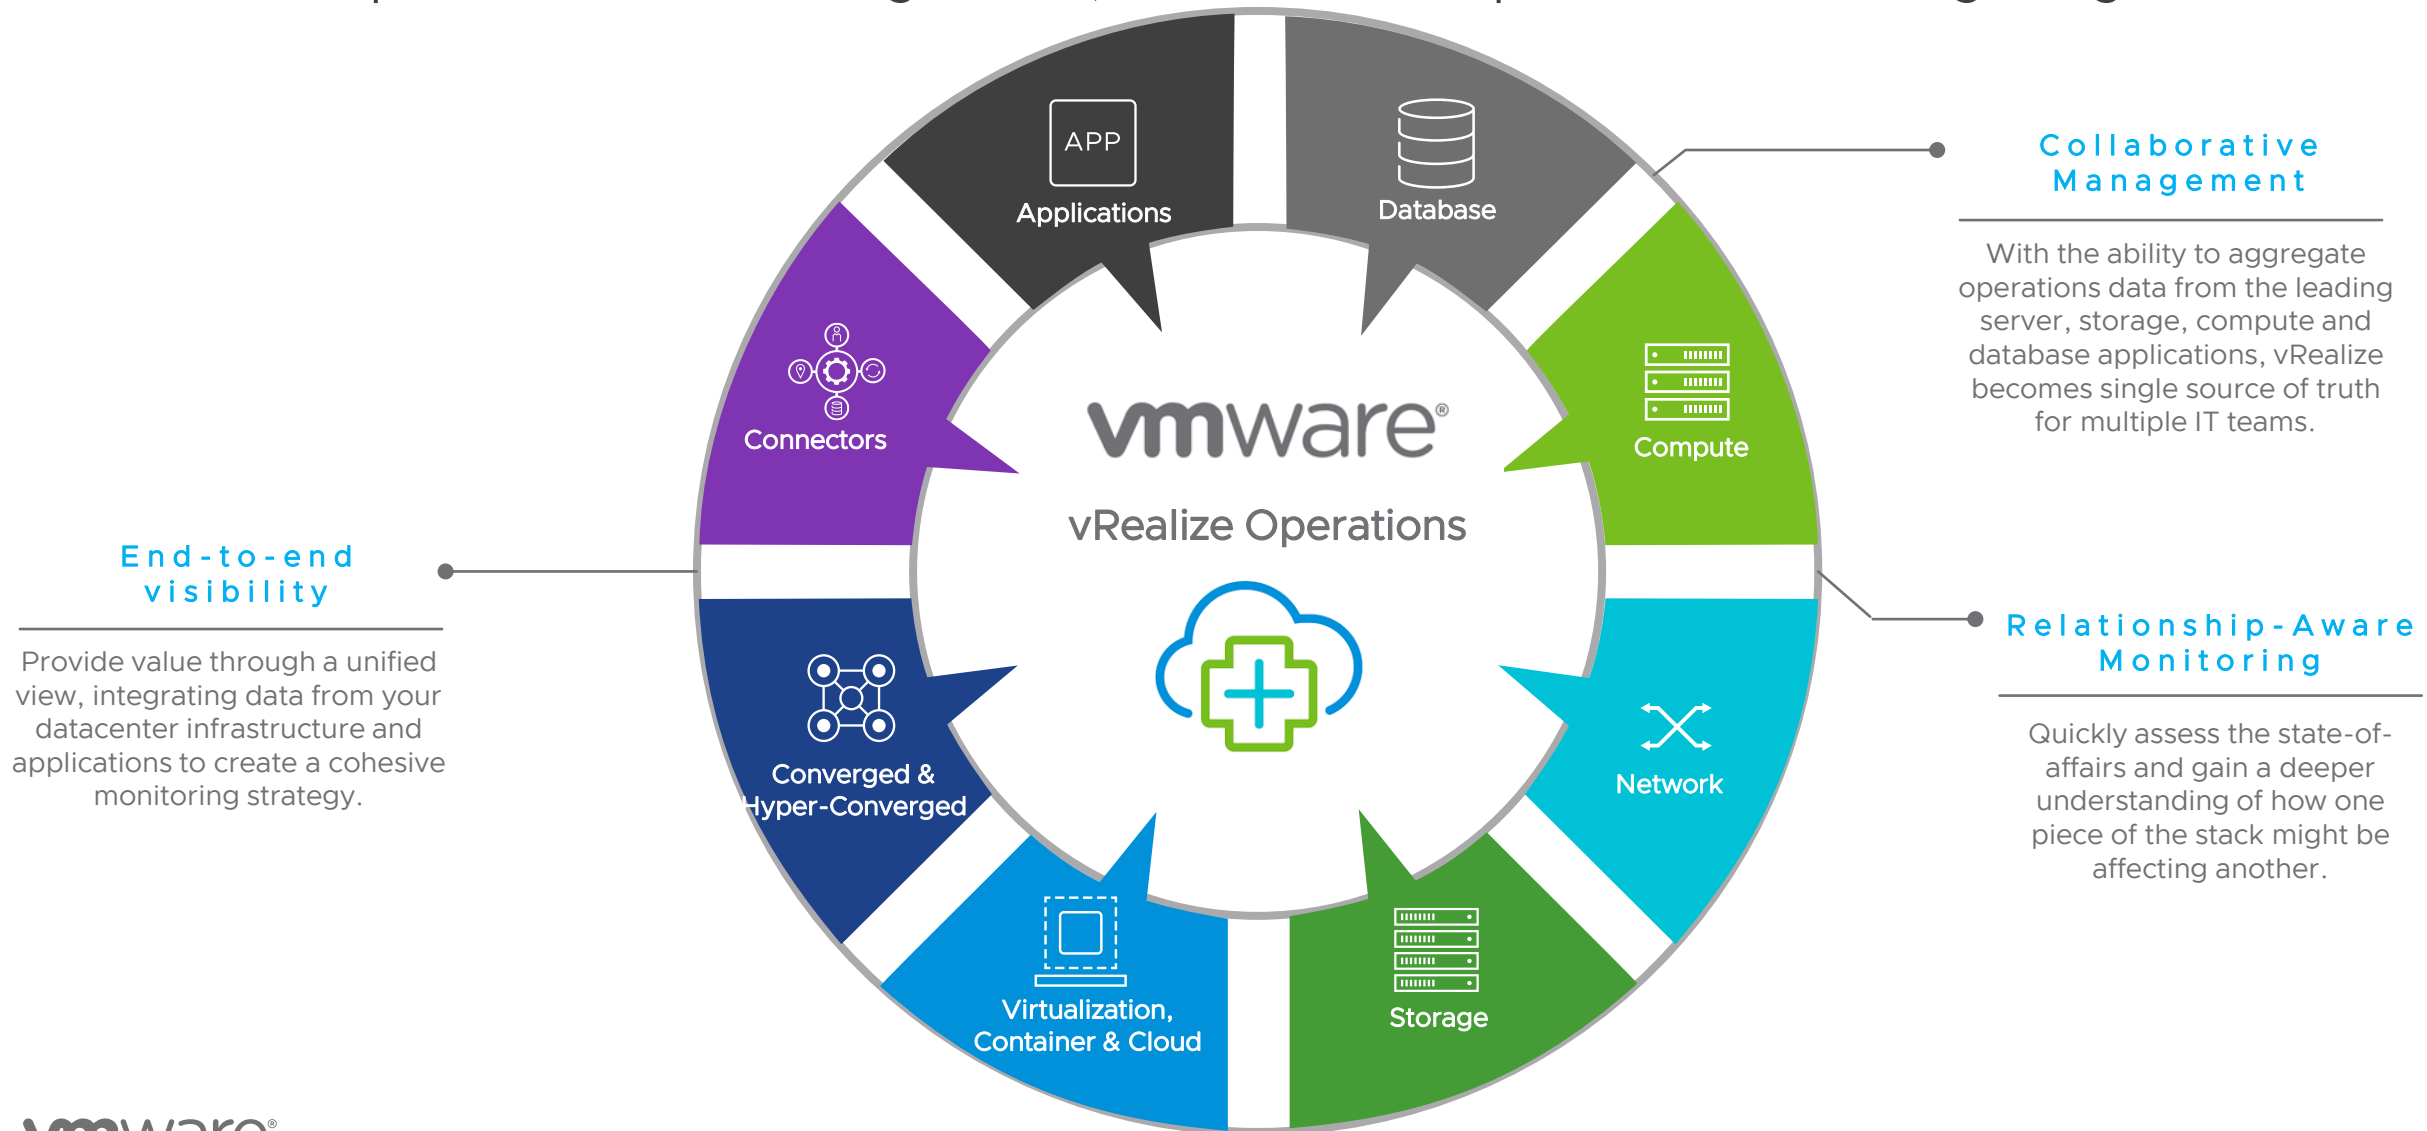 APP
Applications
Database
Connectors
Compute
vmware®
vRealize Operations
Converged &
Hyper-Converged
Network
Virtualization,
Container & Cloud
Storage
End-to-end
visibility
Provide value through a unified
view, integrating data from your
datacenter infrastructure and
applications to create a cohesive
monitoring strategy.
Collaborative
Management
With the ability to aggregate
operations data from the leading
server, storage, compute and
database applications, vRealize
becomes single source of truth
for multiple IT teams.
Relationship-Aware
Monitoring
Quickly assess the state-of-
affairs and gain a deeper
understanding of how one
piece of the stack might be
affecting another.
vmware®